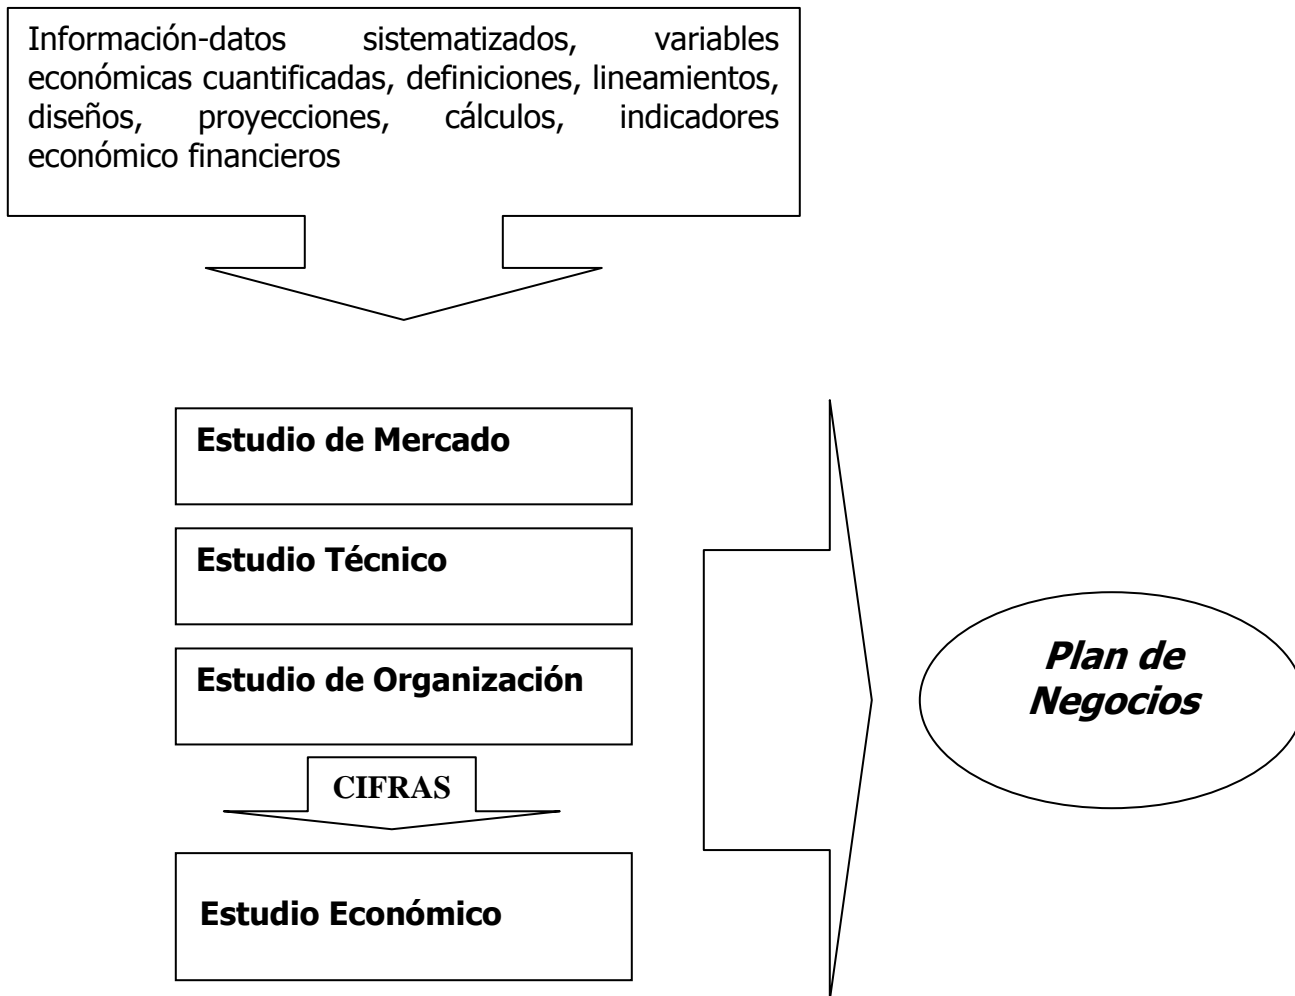 Información-datos sistematizados, variables
económicas cuantificadas, definiciones, lineamientos,
diseños, proyecciones, cálculos, indicadores
económico financieros
Estudio de Mercado
Estudio Técnico
Estudio de Organización
CIFRAS
Estudio Económico
Plan de
Negocios